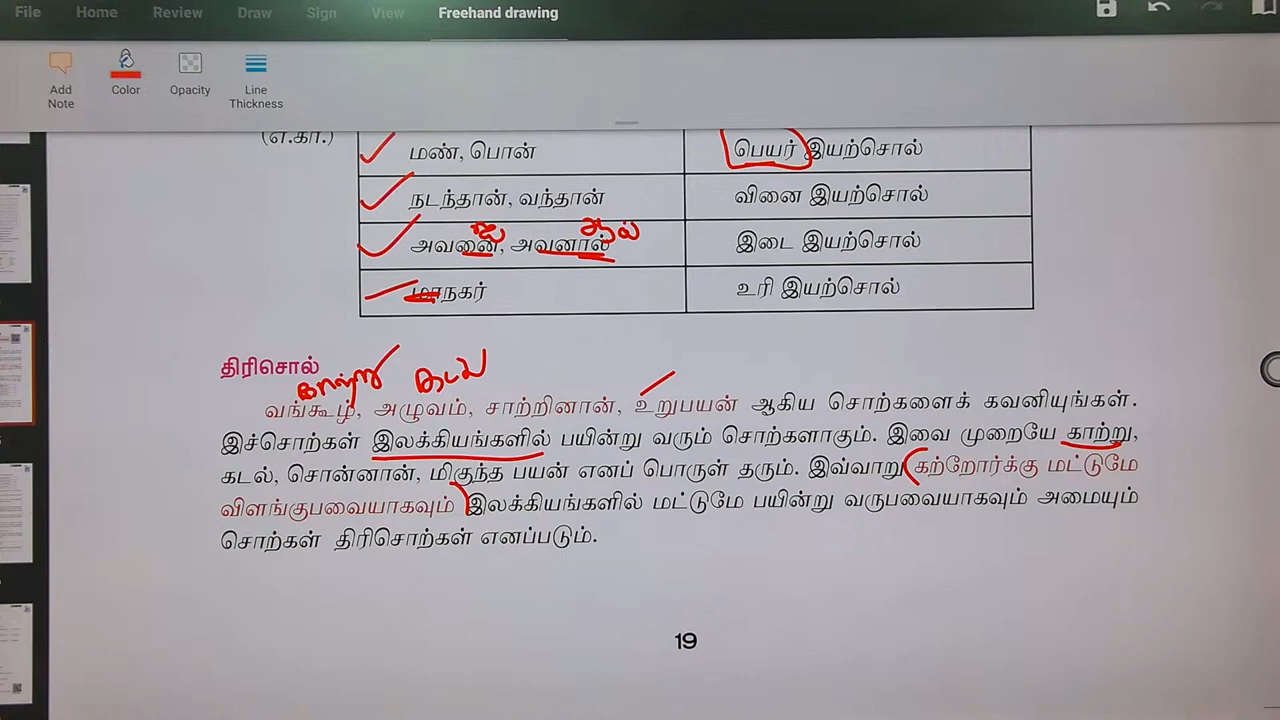 File Home Review Draw Sign View Freehand drawing
Add Note Color Opacity Line Thickness
(எ.கா.)
மண், பொன் பெயர் இயற்சொல்
நடந்தான், வந்தான் வினை இயற்சொல்
ஐ ஆல்
அவனை, அவனால் இடை இயற்சொல்
மாநகர் உரி இயற்சொல்
திரிசொல்
காற்று கடல்
வங்கூழ், அழுவம், சாற்றினான், உறுபயன் ஆகிய சொற்களைக் கவனியுங்கள்.
இச்சொற்கள் இலக்கியங்களில் பயின்று வரும் சொற்களாகும். இவை முறையே காற்று,
கடல், சொன்னான், மிகுந்த பயன் எனப் பொருள் தரும். இவ்வாறு கற்றோர்க்கு மட்டுமே
விளங்குபவையாகவும் இலக்கியங்களில் மட்டுமே பயின்று வருபவையாகவும் அமையும்
சொற்கள் திரிசொற்கள் எனப்படும்.
19